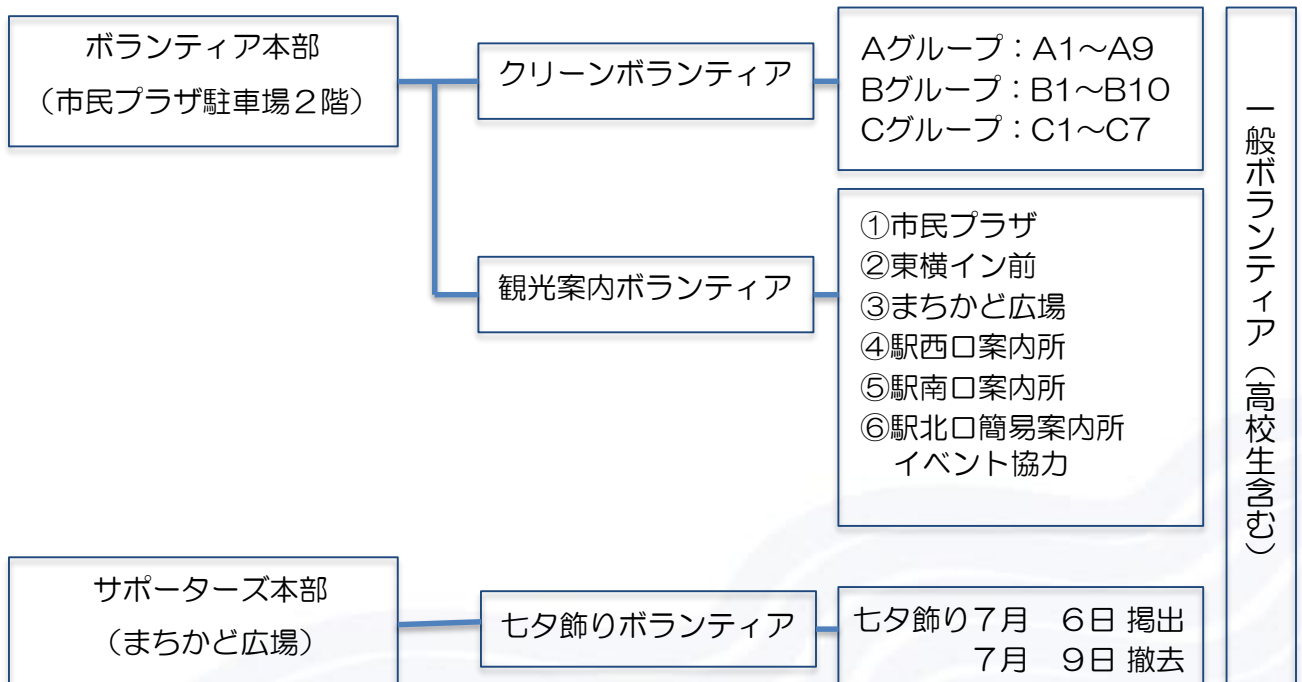 ボランティア本部
（市民プラザ駐車場２階）
クリーンボランティア
Aグループ：A1～A9
Bグループ：B1～B10
Cグループ：C1～C7
観光案内ボランティア
①市民プラザ
②東横イン前
③まちかど広場
④駅西口案内所
⑤駅南口案内所
⑥駅北口簡易案内所
イベント協力
サポーターズ本部
（まちかど広場）
七夕飾りボランティア
七夕飾り７月　６日 掲出
７月　９日 撤去
一般ボランティア（高校生含む）